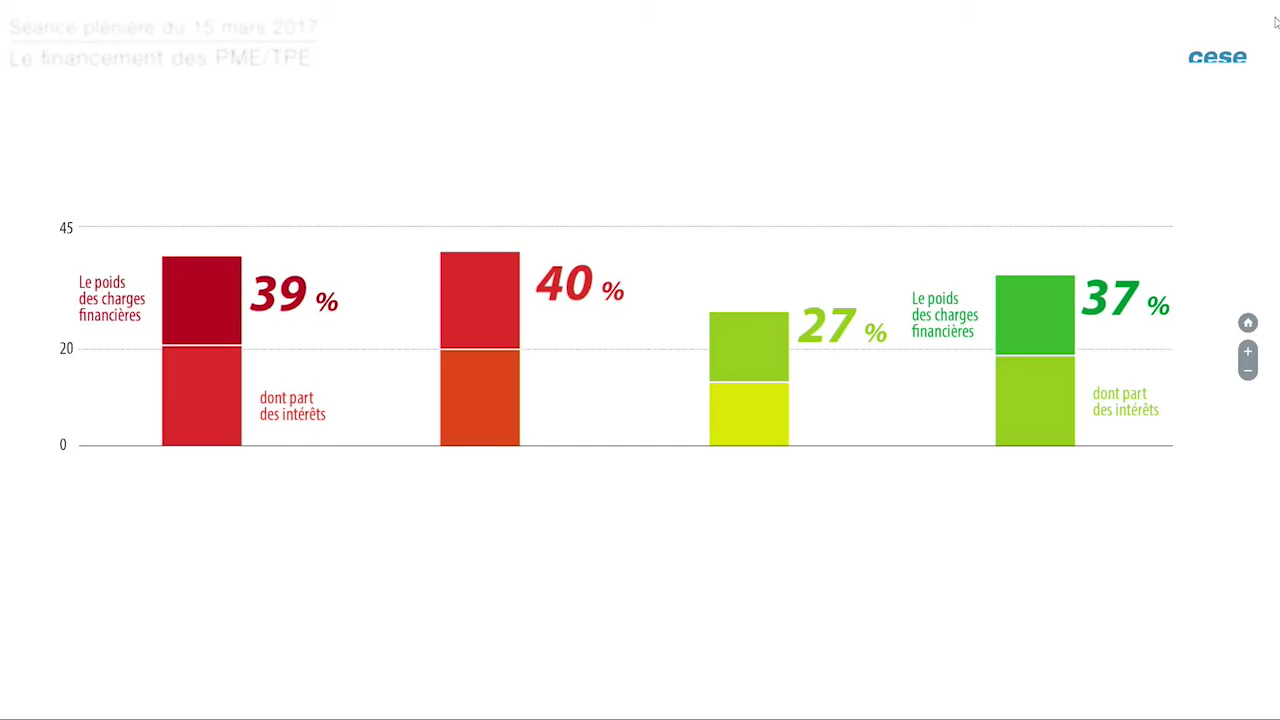 Séance plénière du 15 mars 2017
Le financement des PME/TPE
cese
45
Le poids
des charges
financières
39 %
40 %
27 %
Le poids
des charges
financières
37 %
20
dont part
des intérêts
dont part
des intérêts
0